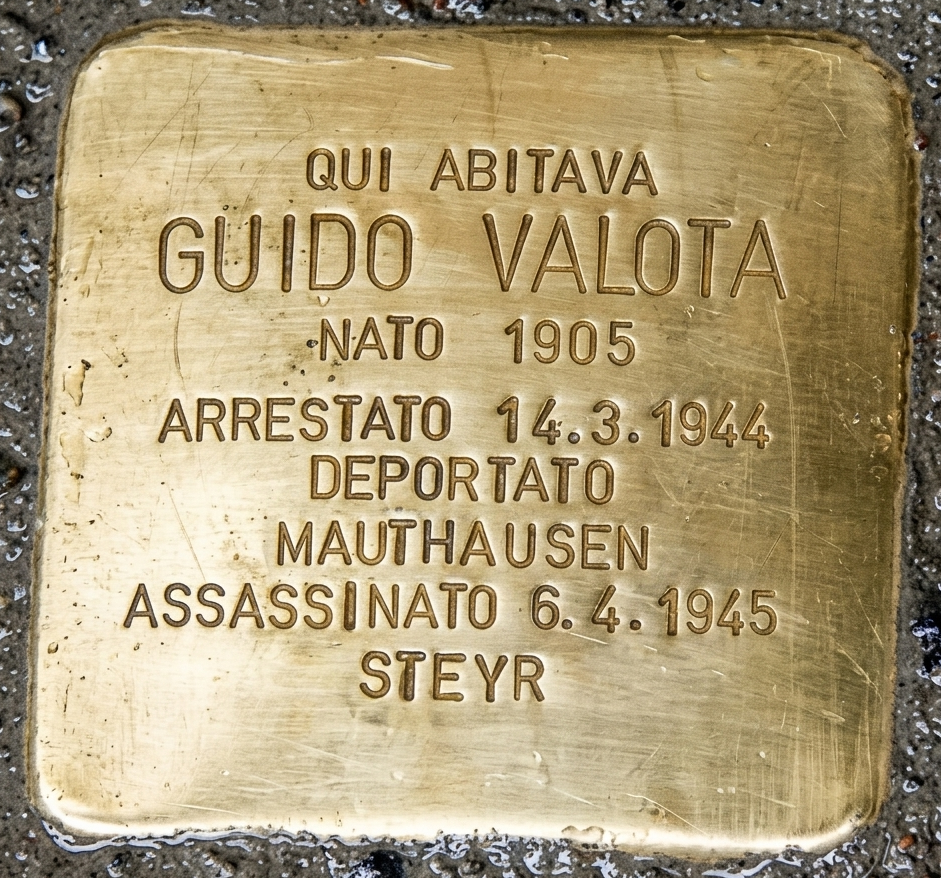 QUI ABITAVA
GUIDO VALOTA
NATO 1905
ARRESTATO 14.3.1944
DEPORTATO
MAUTHAUSEN
ASSASSINATO 6.4.1945
STEYR